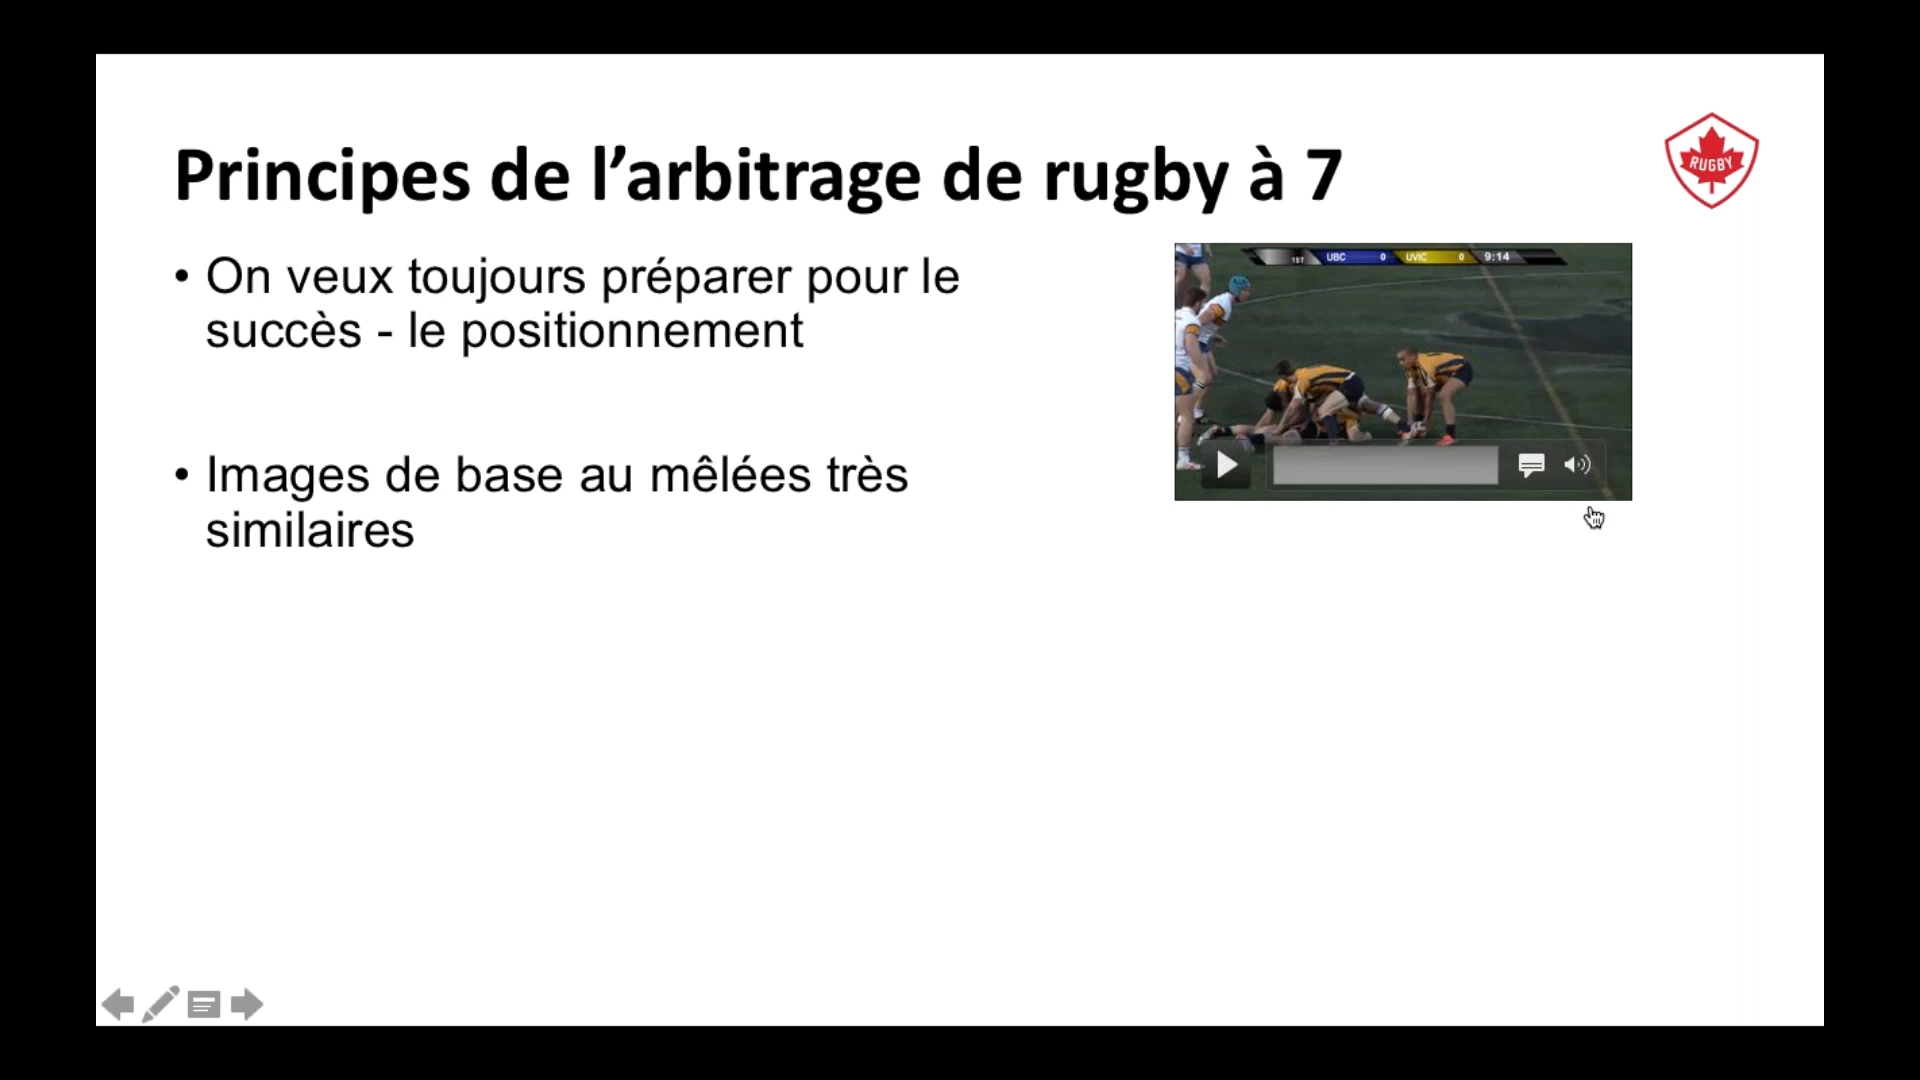 Principes de l’arbitrage de rugby à 7
RUGBY
• On veux toujours préparer pour le
succès - le positionnement
• Images de base au mêlées très
similaires
1ST UBC 0 UVIC 0 9:14